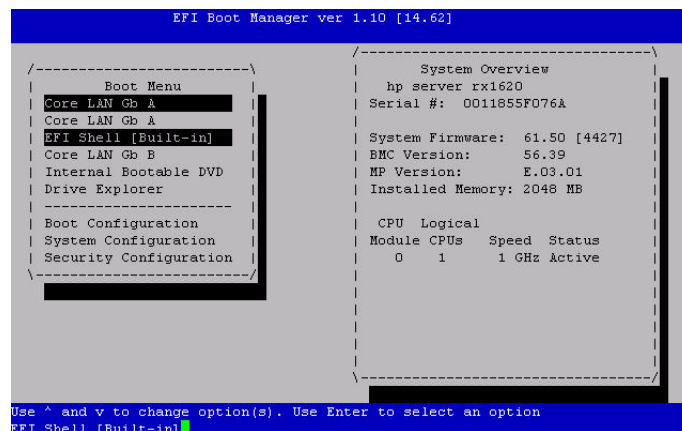 EFI Boot Manager ver 1.10 [14.62]
Boot Menu
Core LAN Gb A
Core LAN Gb A
EFI Shell [Built-in]
Core LAN Gb B
Internal Bootable DVD
Drive Explorer
Boot Configuration
System Configuration
Security Configuration
System Overview
hp server rx1620
Serial #: 0011855F076A
System Firmware: 61.50 [4427]
BMC Version: 56.39
MP Version: E.03.01
Installed Memory: 2048 MB
CPU Logical
Module CPUs Speed Status
0 1 1 GHz Active
Use ^ and v to change option(s). Use Enter to select an option
EFI Shell [Built-in]